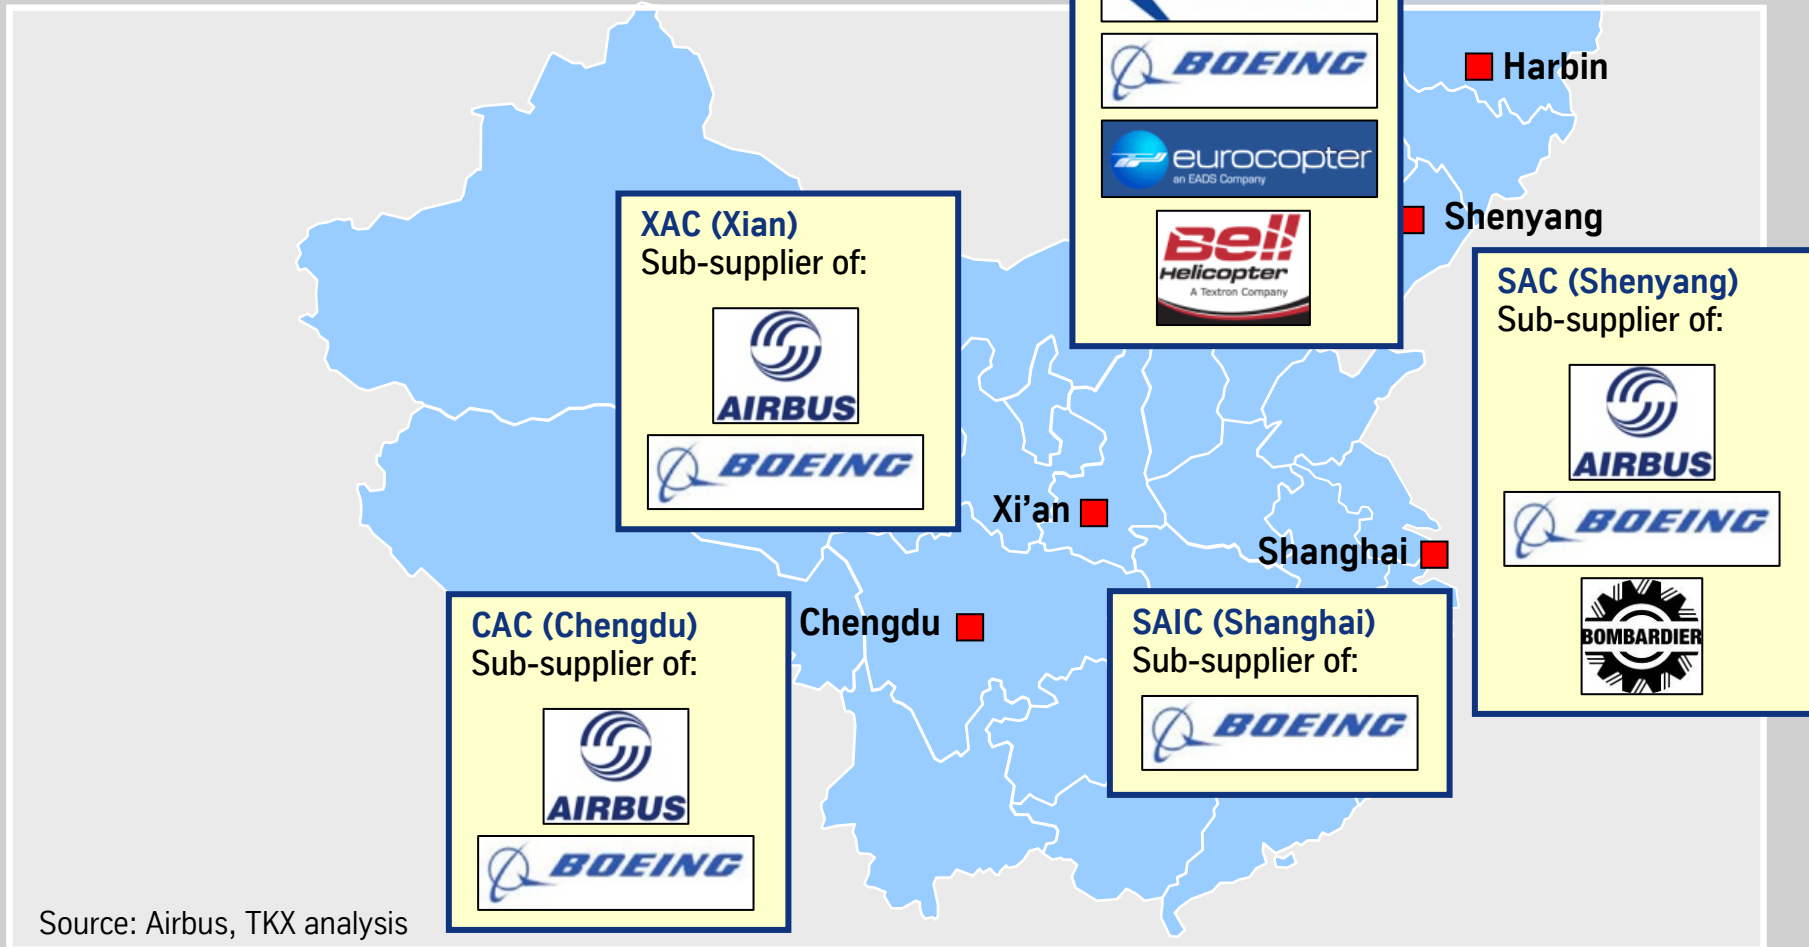 BOEING
Harbin
eurocopter
an EADS Company
Shenyang
Bell
Helicopter
A Textron Company
XAC (Xian)
Sub-supplier of:
AIRBUS
BOEING
SAC (Shenyang)
Sub-supplier of:
AIRBUS
BOEING
BOMBARDIER
Xi’an
Shanghai
Chengdu
CAC (Chengdu)
Sub-supplier of:
AIRBUS
BOEING
SAIC (Shanghai)
Sub-supplier of:
BOEING
Source: Airbus, TKX analysis